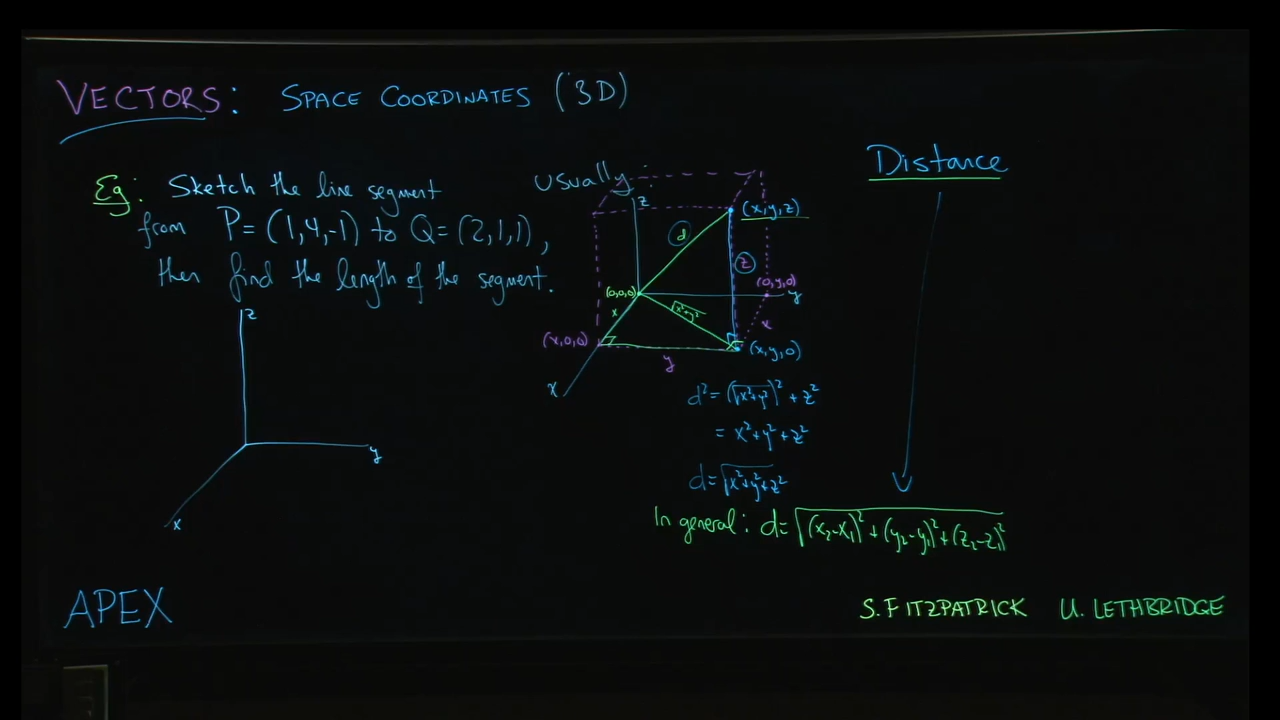 VECTORS: SPACE COORDINATES (3D)
Eg: Sketch the line segment
from P=(1,4,-1) to Q=(2,1,1),
then find the length of the segment.
z
y
x
usually
z
(x,y,z)
d
z
(0,0,0)
(0,y,0)
y
x
√x²+y²
x
(x,0,0)
(x,y,0)
y
x
d²=(√x²+y²)²+z²
=x²+y²+z²
d=√x²+y²+z²
In general: d=√(x₂-x₁)²+(y₂-y₁)²+(z₂-z₁)²
Distance
APEX
S. FITZPATRICK U. LETHBRIDGE